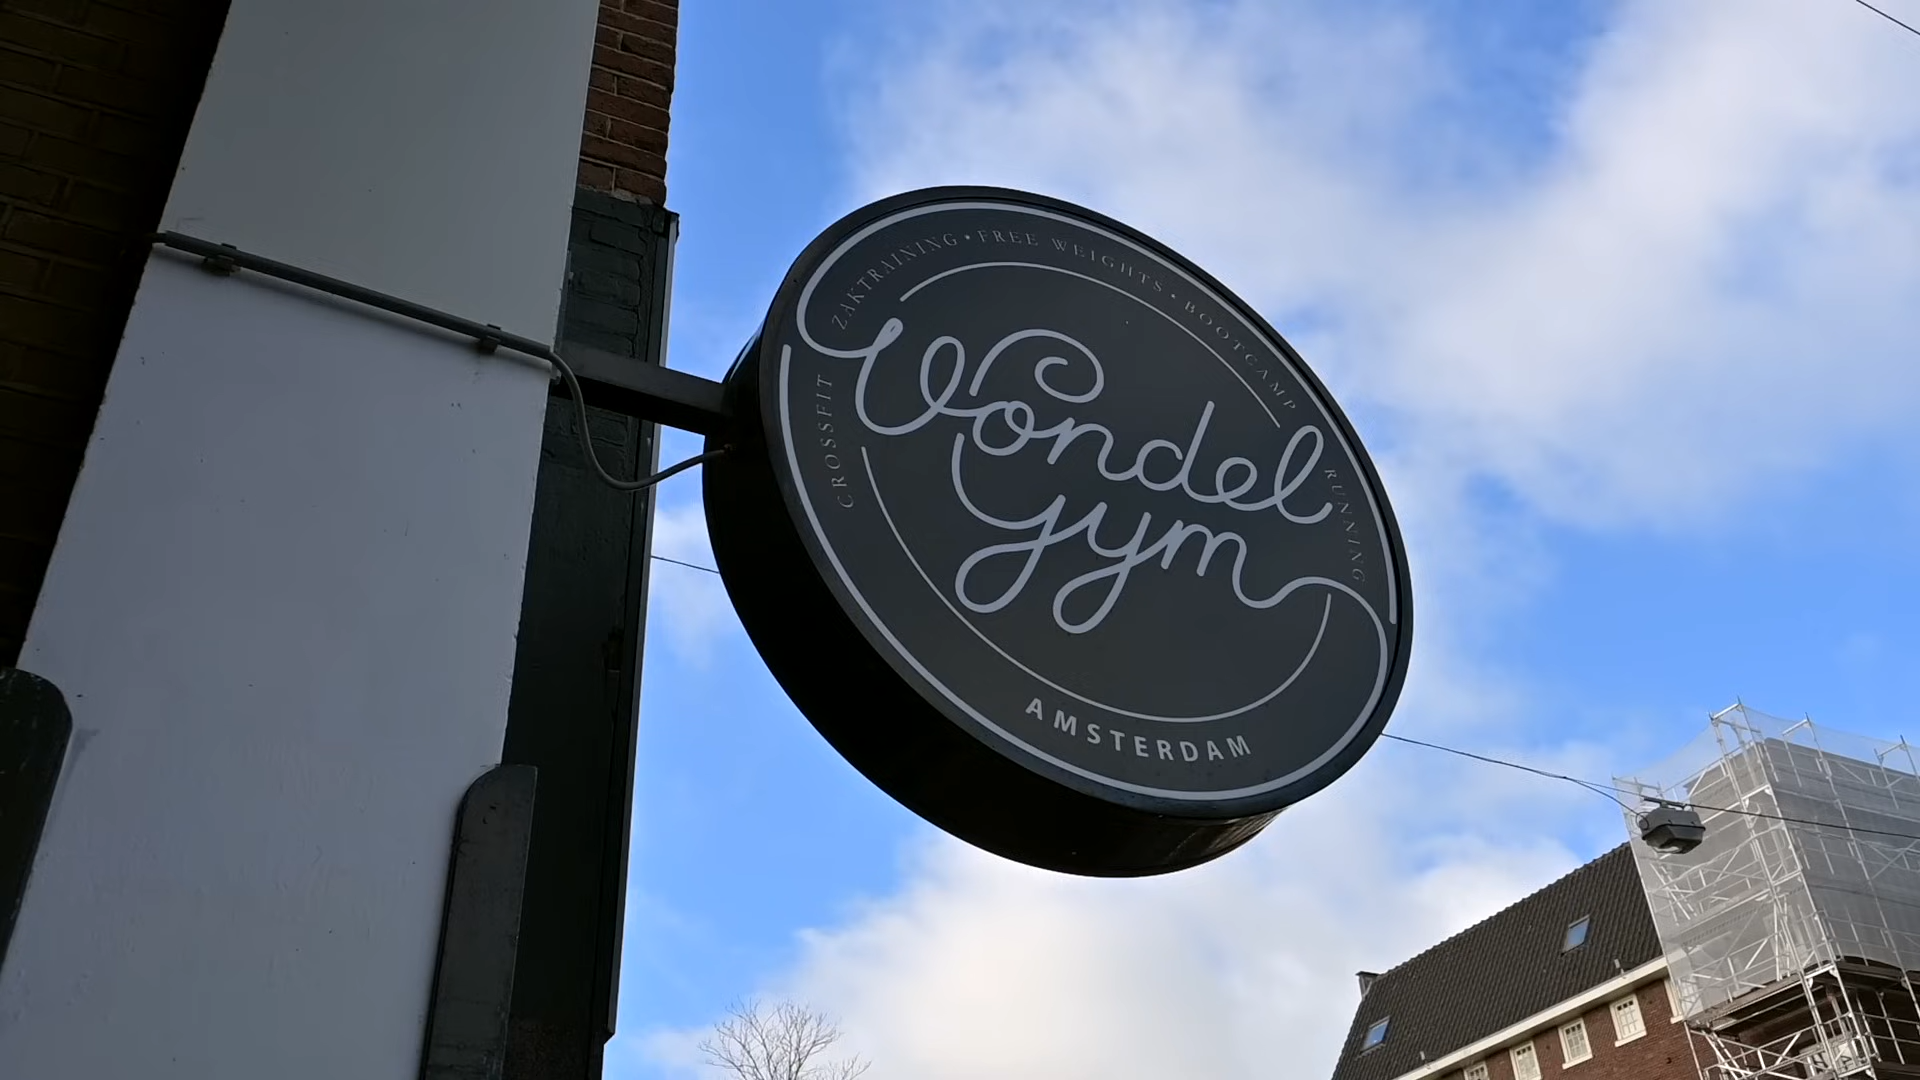 CROSSFIT
ZAKTRAINING • FREE WEIGHTS • BOOTCAMP
RUNNING
Vondel
Gym
AMSTERDAM